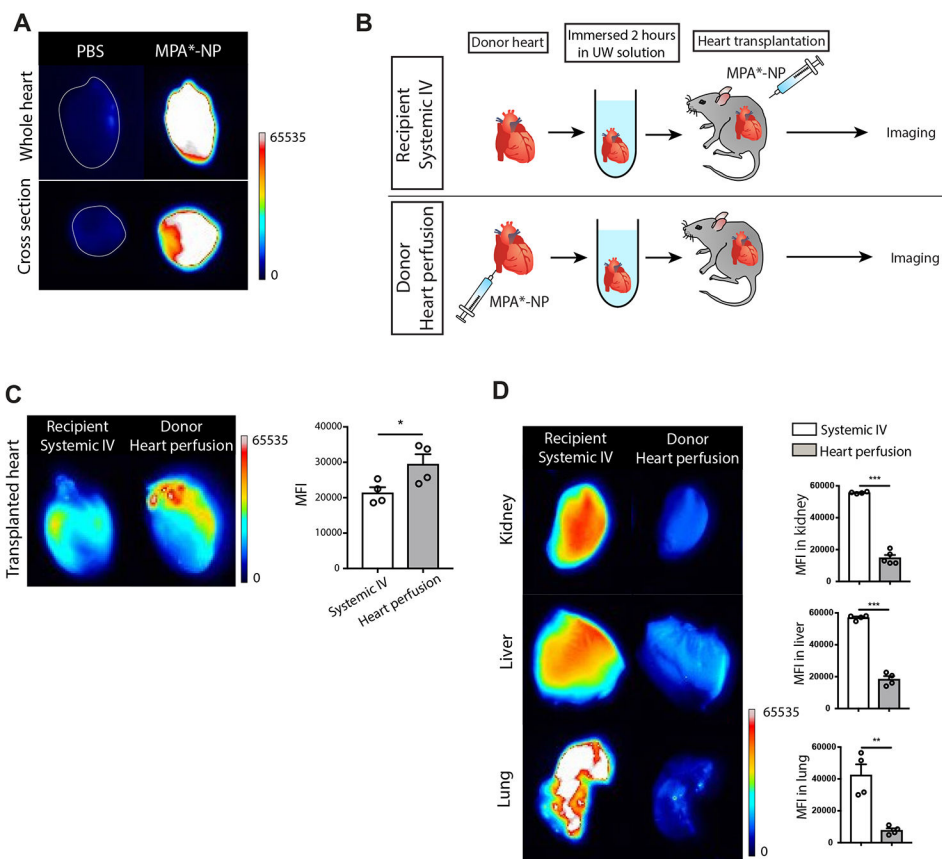 A
PBS
MPA*-NP
Whole heart
Cross section
65535
0
B
Donor heart
Immersed 2 hours
in UW solution
Heart transplantation
MPA*-NP
Recipient
Systemic IV
Imaging
Donor
Heart perfusion
MPA*-NP
Imaging
C
Recipient
Systemic IV
Donor
Heart perfusion
Transplanted heart
65535
0
*
MFI
40000
30000
20000
10000
0
Systemic IV
Heart perfusion
D
Recipient
Systemic IV
Donor
Heart perfusion
Kidney
Liver
Lung
65535
0
Systemic IV
Heart perfusion
***
MFI in kidney
60000
40000
20000
0
***
MFI in liver
60000
40000
20000
0
**
MFI in lung
60000
40000
20000
0